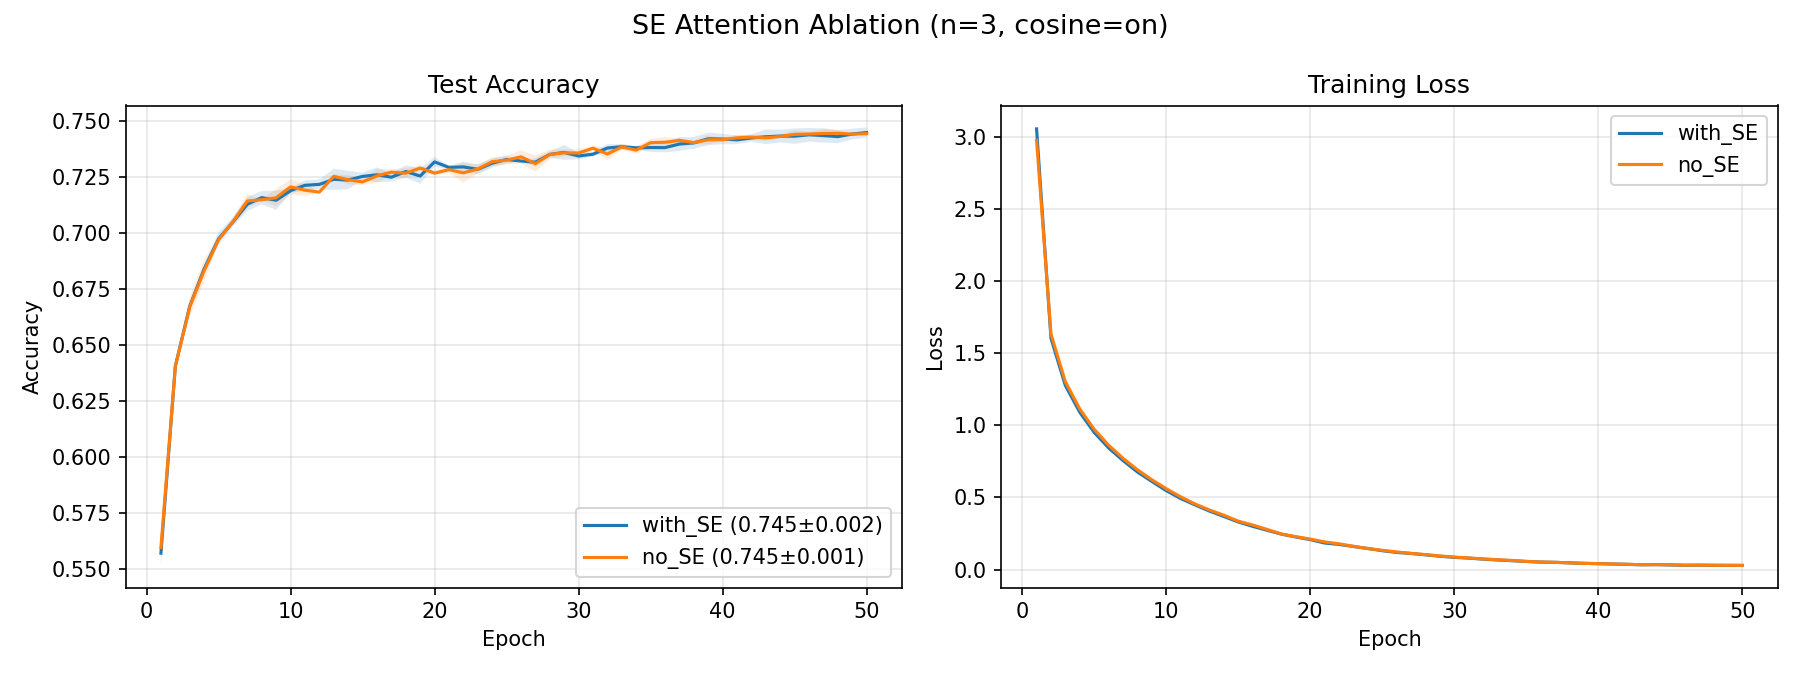 SE Attention Ablation (n=3, cosine=on)
Test Accuracy
0.750
0.725
0.700
0.675
0.650
0.625
0.600
0.575
0.550
Accuracy
with_SE (0.745±0.002)
no_SE (0.745±0.001)
0 10 20 30 40 50
Epoch
Training Loss
3.0
2.5
2.0
1.5
1.0
0.5
0.0
Loss
with_SE
no_SE
0 10 20 30 40 50
Epoch